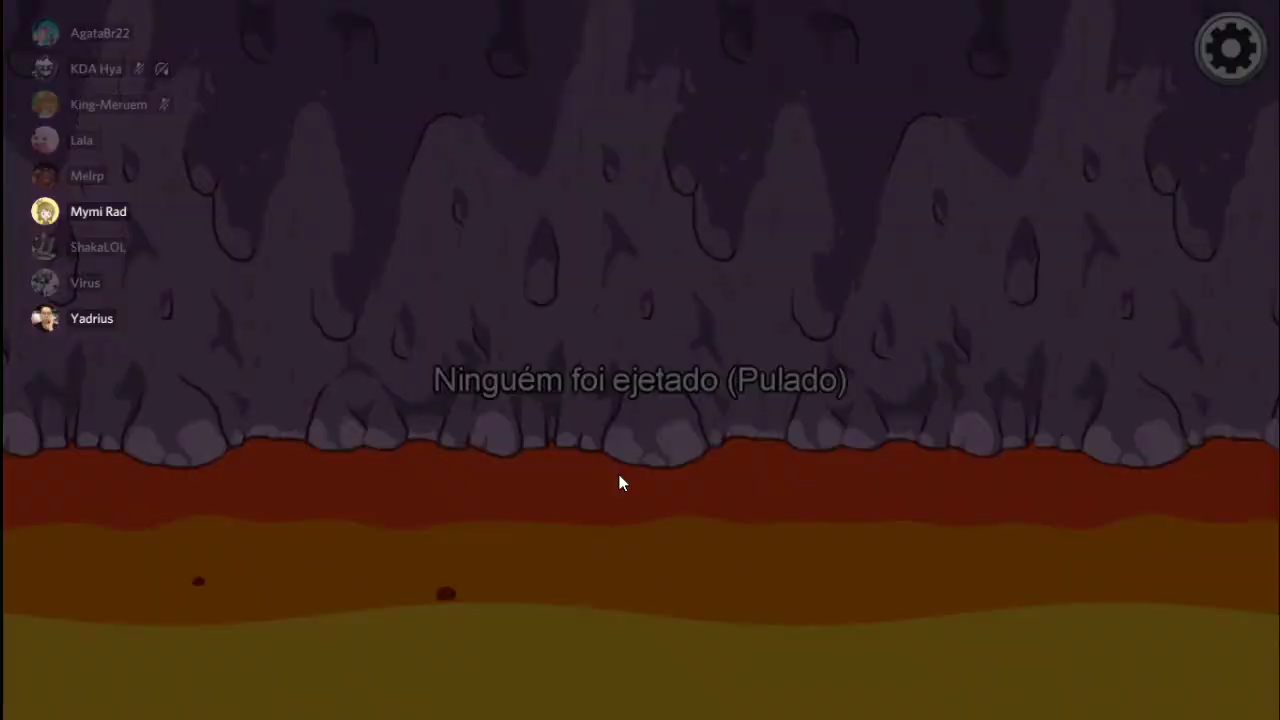 AgataBr22
KDA Hya
King-Meruem
Lala
Melrp
Mymi Rad
ShakaLOL
Virus
Yadrius
Ninguém foi ejetado (Pulado)